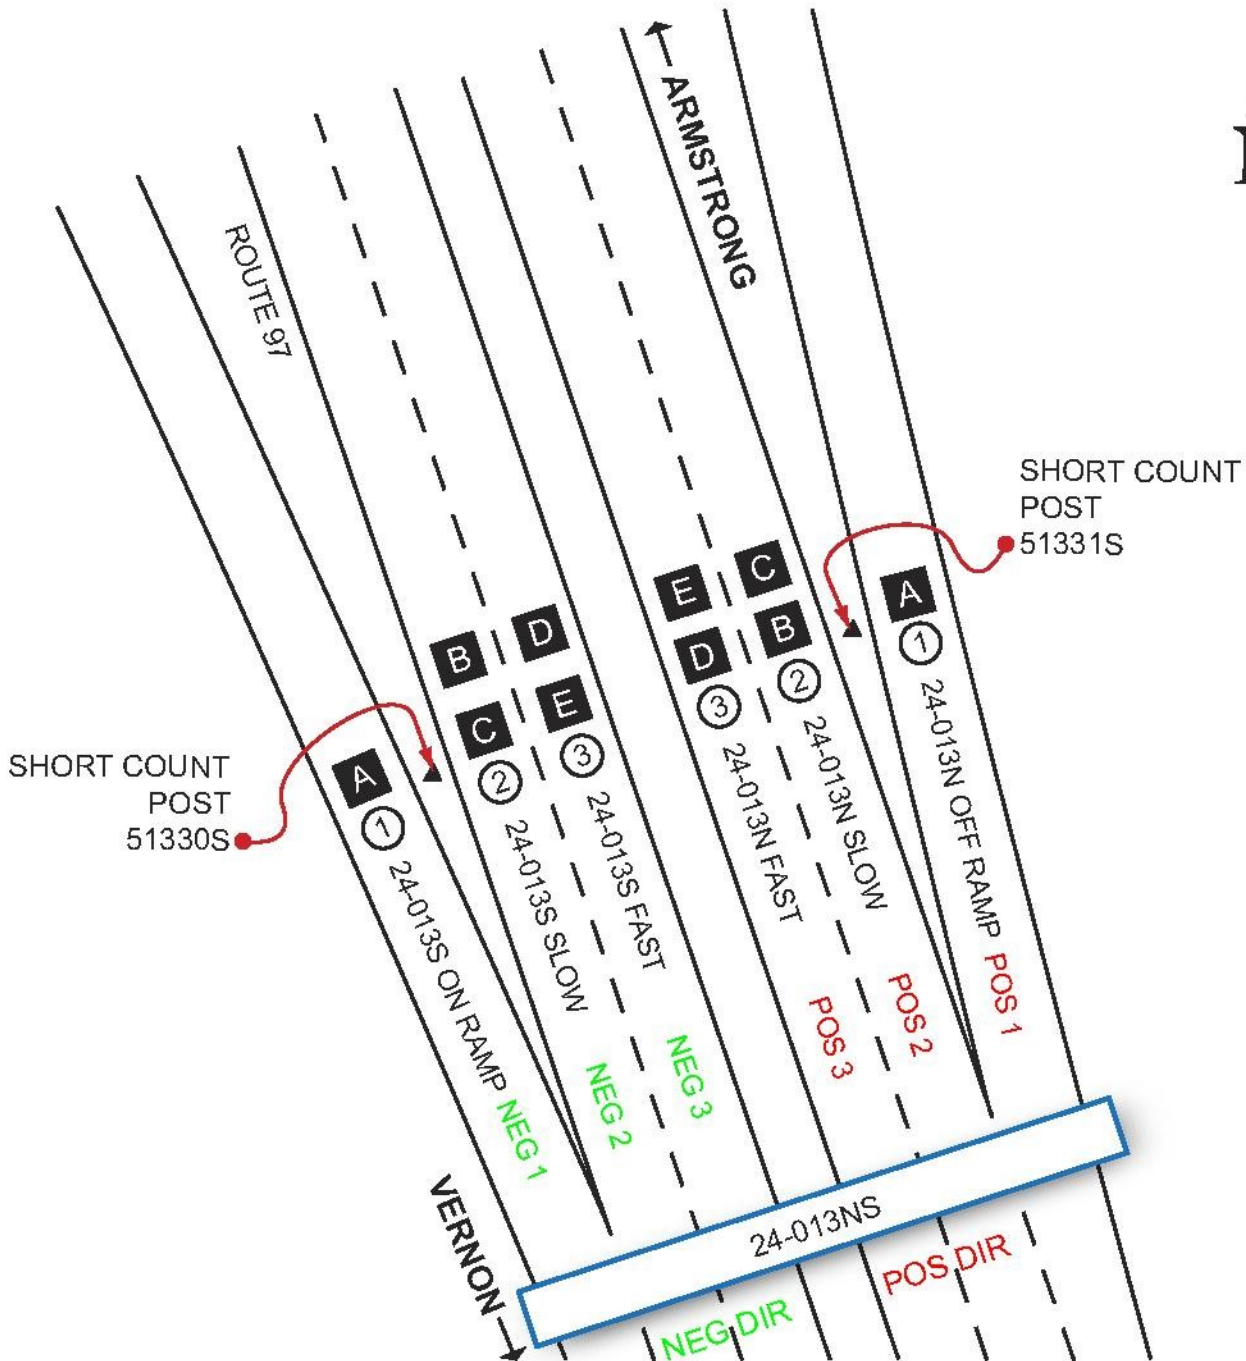 ARMSTRONG
ROUTE 97
SHORT COUNT
POST
51331S
E
C
A
D
B
1
3
2
B
D
C
E
2
3
24-013N FAST
24-013N SLOW
24-013N OFF RAMP
POS 3
POS 2
POS 1
SHORT COUNT
POST
51330S
A
1
24-013S ON RAMP
24-013S SLOW
24-013S FAST
NEG 1
NEG 2
NEG 3
VERNON
24-013NS
POS DIR
NEG DIR